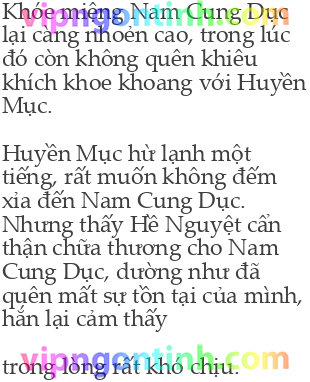 Khóe miệng Nam Cung Dục
vipngontinh.com
lại càng nhoẻn cao, trong lúc
đó còn không quên khiêu
khích khoe khoang với Huyền
Mục.
Huyền Mục hừ lạnh một
tiếng, rất muốn không đếm
xỉa đến Nam Cung Dục.
Nhưng thấy Hề Nguyệt cẩn
thận chữa thương cho Nam
Cung Dục, dường như đã
quên mất sự tồn tại của mình,
hắn lại cảm thấy
vipngontinh.com
trong lòng rất khó chịu.